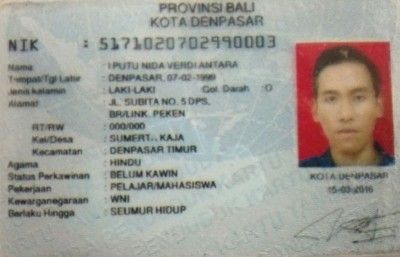 PROVINSI BALI
KOTA DENPASAR
NIK : 5171020702990003
Nama : I PUTU NIDA VERDI ANTARA
Tempat/Tgl Lahir : DENPASAR, 07-02-1999
Jenis kelamin : LAKI-LAKI Gol. Darah : O
Alamat : JL. SUBITA NO. 5 DPS,
BR/LINK. PEKEN
RT/RW : 000/000
Kel/Desa : SUMERTA KAJA
Kecamatan : DENPASAR TIMUR
Agama : HINDU
Status Perkawinan : BELUM KAWIN
Pekerjaan : PELAJAR/MAHASISWA
Kewarganegaraan : WNI
Berlaku Hingga : SEUMUR HIDUP
KOTA DENPASAR
15-03-2016